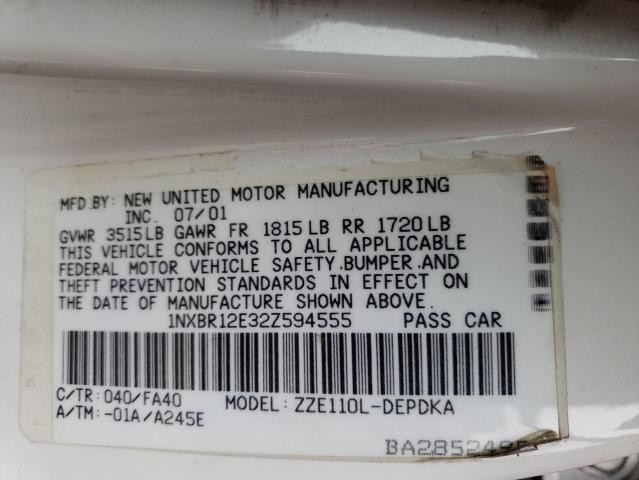 MFD.BY: NEW UNITED MOTOR MANUFACTURING
INC. 07/01
GVWR 3515LB GAWR FR 1815LB RR 1720LB
THIS VEHICLE CONFORMS TO ALL APPLICABLE
FEDERAL MOTOR VEHICLE SAFETY,BUMPER,AND
THEFT PREVENTION STANDARDS IN EFFECT ON
THE DATE OF MANUFACTURE SHOWN ABOVE.
1NXBR12E32Z594555 PASS CAR
C/TR: 040/FA40 MODEL: ZZE110L-DEPDKA
A/TM: -01A/A245E